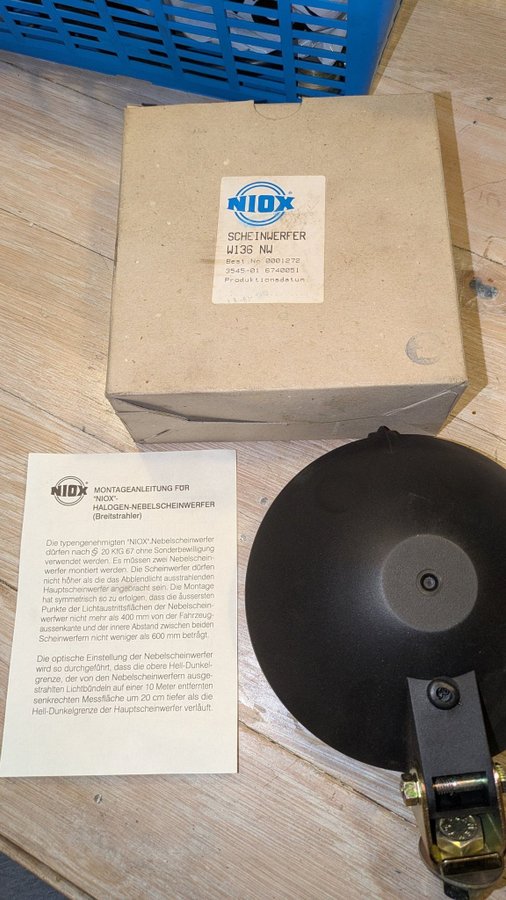 NIOX
SCHEINWERFER
W136 NW
Best Nr 0001272
3545-01 6740051
Produktionsdatum
NIOX
MONTAGEANLEITUNG FÜR
"NIOX"-
HALOGEN-NEBELSCHEINWERFER
(Breitstrahler)
Die typengenehmigten "NIOX".Nebelscheinwerfer
dürfen nach § 20 KfG 67 ohne Sonderbewilligung
verwendet werden. Es müssen zwei Nebelschein-
werfer montiert werden. Die Scheinwerfer dürfen
nicht höher als die das Abblendlicht ausstrahlenden
Hauptscheinwerfer angebracht sein. Die Montage
hat symmetrisch so zu erfolgen, dass die äussersten
Punkte der Lichtaustrittsflächen der Nebelschein-
werfwer nicht mehr als 400 mm von der Fahrzeug-
aussenkante und der innere Abstand zwischen beiden
Scheinwerfern nicht weniger als 600 mm beträgt.
Die optische Einstellung der Nebelscheinwerfer
wird so durchgeführt, dass die obere Hell-Dunkel-
grenze, der von den Nebelscheinwerfern ausge-
strahlten Lichtbündeln auf einer 10 Meter entfernten
senkrechten Messfläche um 20 cm tiefer als die
Hell-Dunkelgrenze der Hauptscheinwerfer verläuft.